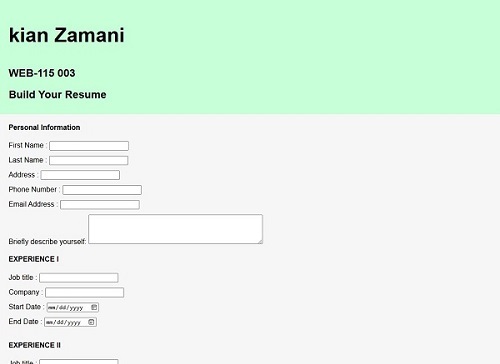 kian Zamani
WEB-115 003
Build Your Resume
Personal Information
First Name :
Last Name :
Address :
Phone Number :
Email Address :
Briefly describe yourself:
EXPERIENCE I
Job title :
Company :
Start Date : mm/dd/yyyy
End Date : mm/dd/yyyy
EXPERIENCE II
Job title :